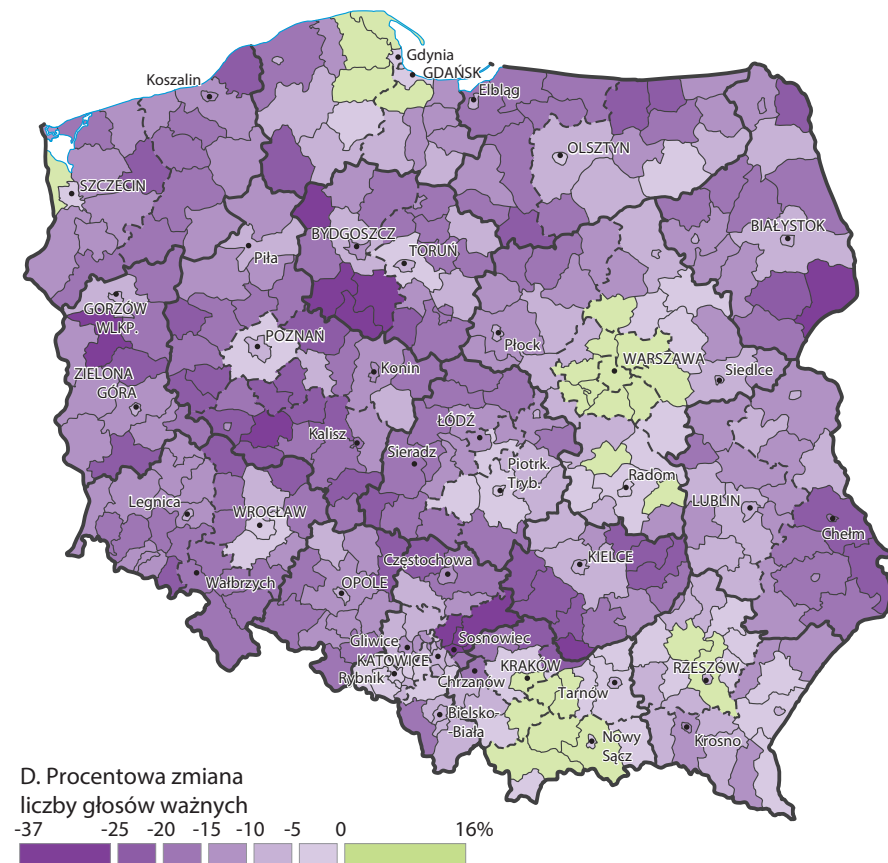 Gdynia
GDAŃSK
Koszalin
Elbląg
OLSZTYN
SZCZECIN
BIAŁYSTOK
BYDGOSZCZ
TORUŃ
Piła
GORZÓW
WLKP.
POZNAŃ
Płock
WARSZAWA
Siedlce
ZIELONA
GÓRA
Konin
Kalisz
ŁÓDŹ
Sieradz
Piotrk.
Tryb.
Radom
LUBLIN
Legnica
WROCŁAW
Chełm
Wałbrzych
OPOLE
Częstochowa
KIELCE
Gliwice
Sosnowiec
KATOWICE
Rybnik
Chrzanów
KRAKÓW
Tarnów
RZESZÓW
Bielsko-
-Biała
Nowy
Sącz
Krosno
D. Procentowa zmiana
liczby głosów ważnych
-37 -25 -20 -15 -10 -5 0 16%